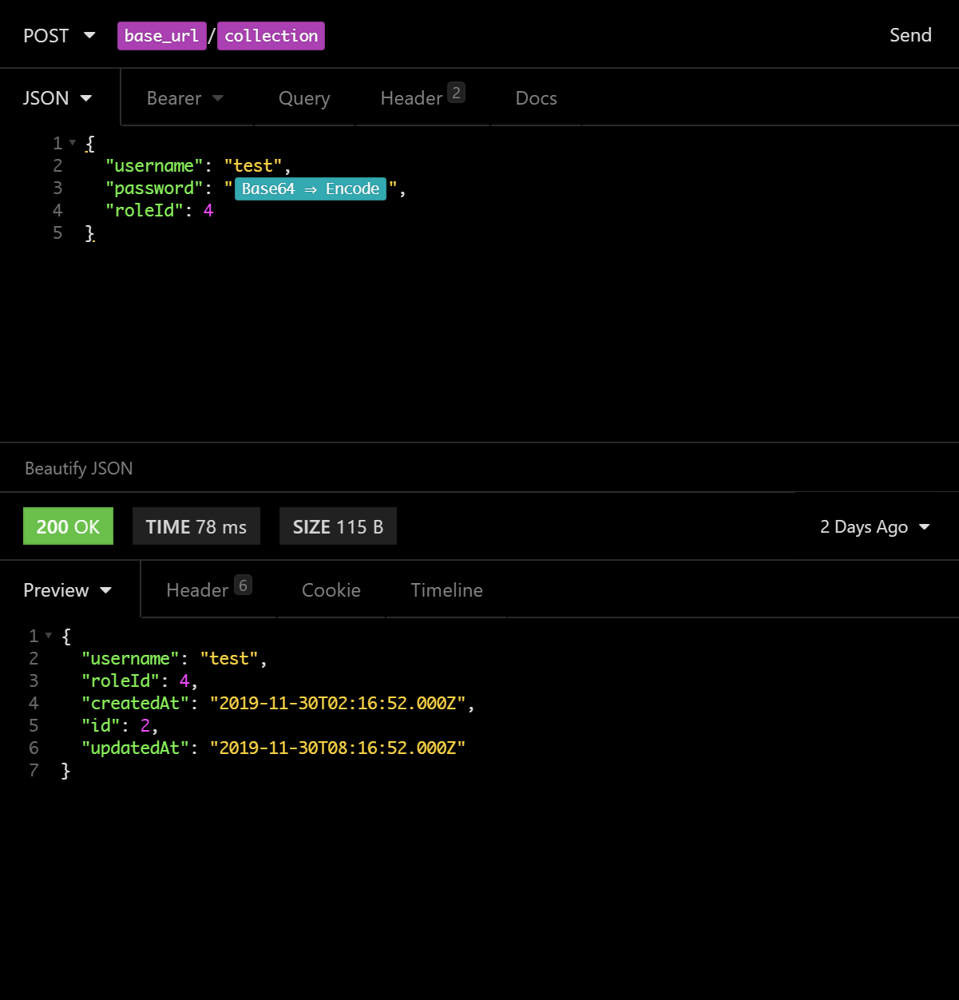 POST base_url/collection Send
JSON Bearer Query Header 2 Docs
1 {
2 "username": "test",
3 "password": "Base64 ⇒ Encode",
4 "roleId": 4
5 }
Beautify JSON
200 OK TIME 78 ms SIZE 115 B 2 Days Ago
Preview Header 6 Cookie Timeline
1 {
2 "username": "test",
3 "roleId": 4,
4 "createdAt": "2019-11-30T02:16:52.000Z",
5 "id": 2,
6 "updatedAt": "2019-11-30T08:16:52.000Z"
7 }